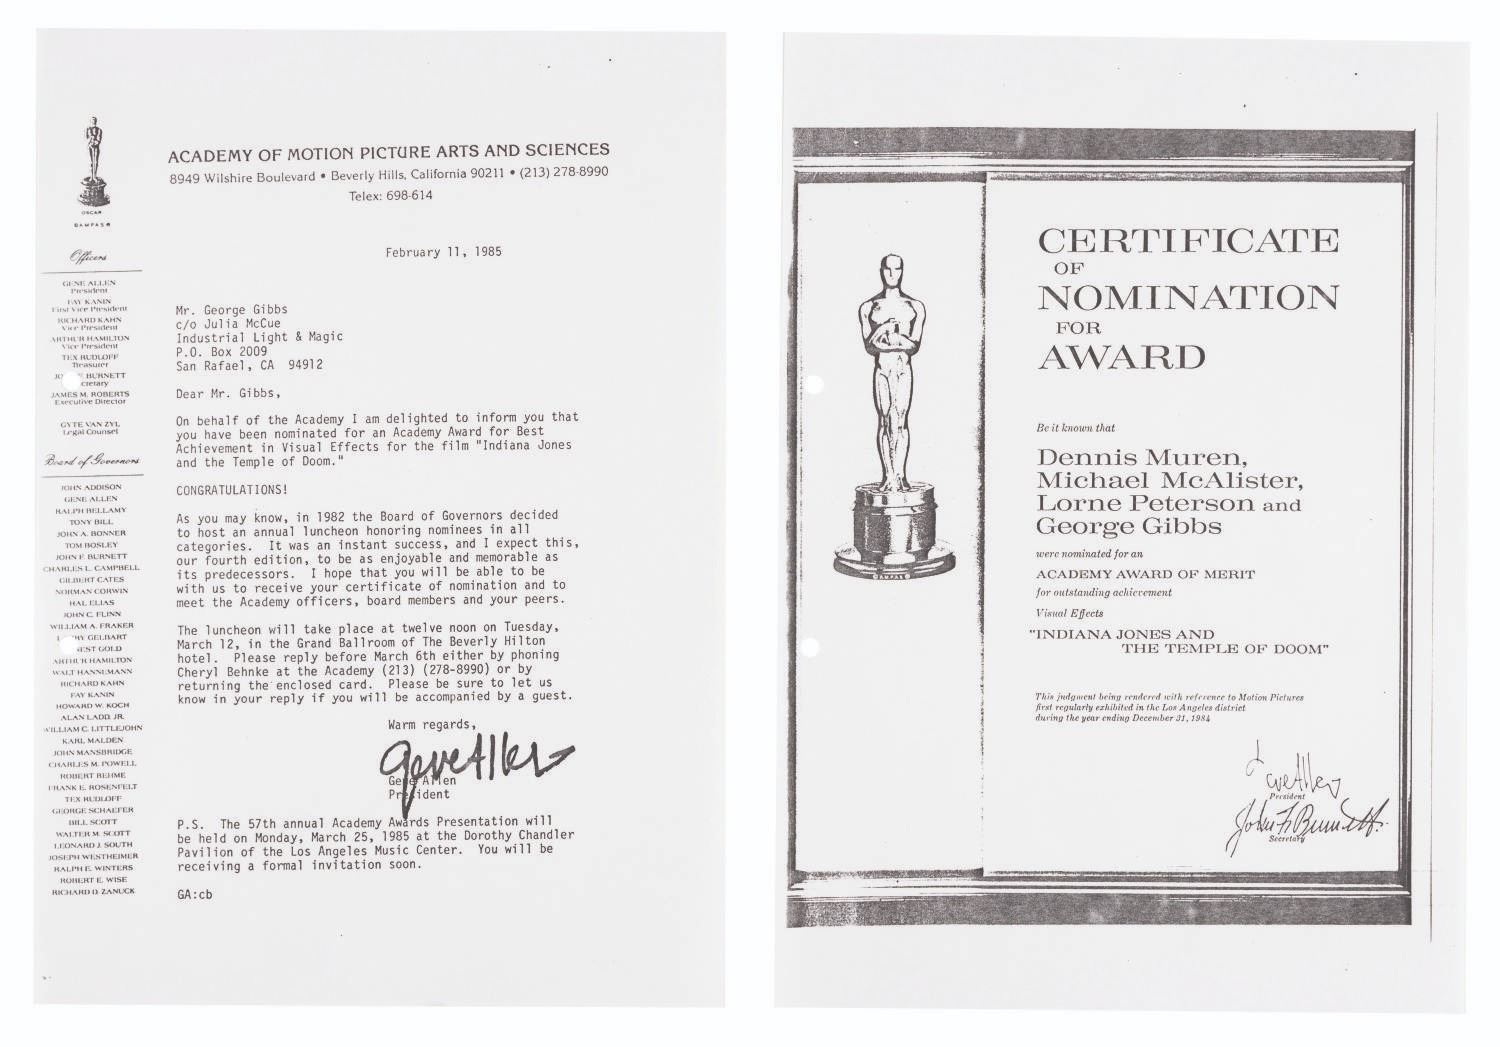 OSCAR
©AMPAS®
ACADEMY OF MOTION PICTURE ARTS AND SCIENCES
8949 Wilshire Boulevard • Beverly Hills, California 90211 • (213) 278-8990
Telex: 698-614
Officers
GENE ALLEN
President
FAY KANIN
First Vice President
RICHARD KAHN
Vice President
ARTHUR HAMILTON
Vice President
TEX RUDLOFF
Treasurer
BURNETT
JAMES M. ROBERTS
Executive Director
GYTE VAN ZYL
Legal Counsel
Board of Governors
JOHN ADDISON
GENE ALLEN
RALPH BELLAMY
TONY BILL
JOHN A. BONNER
TOM BOSLEY
JOHN F. BURNETT
CHARLES L. CAMPBELL
GILBERT CATES
NORMAN CORWIN
HAL ELIAS
JOHN C. FLINN
WILLIAM A. FRAKER
GELBART
GOLD
ARTHUR HAMILTON
WALT HANNEMANN
RICHARD KAHN
FAY KANIN
HOWARD W. KOCH
ALAN LADD, JR.
WILLIAM C. LITTLEJOHN
KARL MALDEN
JOHN MANSBRIDGE
CHARLES M. POWELL
ROBERT REHME
FRANK E. ROSENFELT
TEX RUDLOFF
GEORGE SCHAEFER
BILL SCOTT
WALTER M. SCOTT
LEONARD J. SOUTH
JOSEPH WESTHEIMER
RALPH E. WINTERS
ROBERT E. WISE
RICHARD D. ZANUCK
February 11, 1985
Mr. George Gibbs
c/o Julia McCue
Industrial Light & Magic
P.O. Box 2009
San Rafael, CA 94912
Dear Mr. Gibbs,
On behalf of the Academy I am delighted to inform you that
you have been nominated for an Academy Award for Best
Achievement in Visual Effects for the film "Indiana Jones
and the Temple of Doom."
CONGRATULATIONS!
As you may know, in 1982 the Board of Governors decided
to host an annual luncheon honoring nominees in all
categories. It was an instant success, and I expect this,
our fourth edition, to be as enjoyable and memorable as
its predecessors. I hope that you will be able to be
with us to receive your certificate of nomination and to
meet the Academy officers, board members and your peers.
The luncheon will take place at twelve noon on Tuesday,
March 12, in the Grand Ballroom of The Beverly Hilton
hotel. Please reply before March 6th either by phoning
Cheryl Behnke at the Academy (213) (278-8990) or by
returning the enclosed card. Please be sure to let us
know in your reply if you will be accompanied by a guest.
Warm regards,
Gene Allen
Gene Allen
President
P.S. The 57th annual Academy Awards Presentation will
be held on Monday, March 25, 1985 at the Dorothy Chandler
Pavilion of the Los Angeles Music Center. You will be
receiving a formal invitation soon.
GA:cb
©AMPAS®
CERTIFICATE
OF
NOMINATION
FOR
AWARD
Be it known that
Dennis Muren,
Michael McAlister,
Lorne Peterson and
George Gibbs
were nominated for an
ACADEMY AWARD OF MERIT
for outstanding achievement
Visual Effects
"INDIANA JONES AND
THE TEMPLE OF DOOM"
This judgment being rendered with reference to Motion Pictures
first regularly exhibited in the Los Angeles district
during the year ending December 31, 1984
Gene Allen
President
John F. Burnett
Secretary